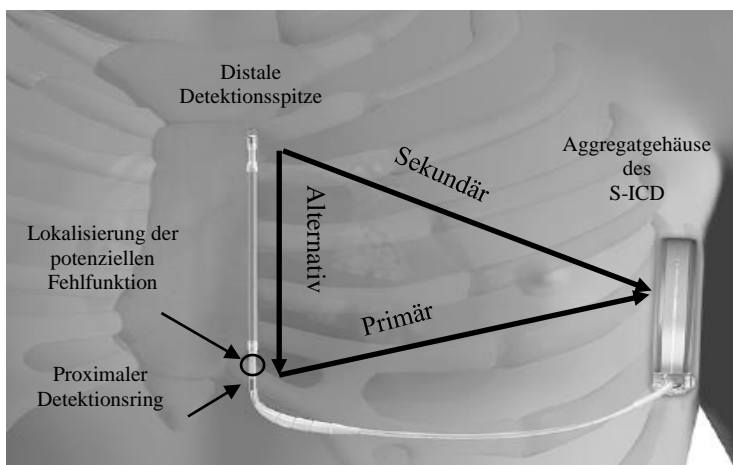 Distale
Detektionsspitze
Aggregatgehäuse
des
S-ICD
Sekundär
Alternativ
Lokalisierung der
potenziellen
Fehlfunktion
Primär
Proximaler
Detektionsring